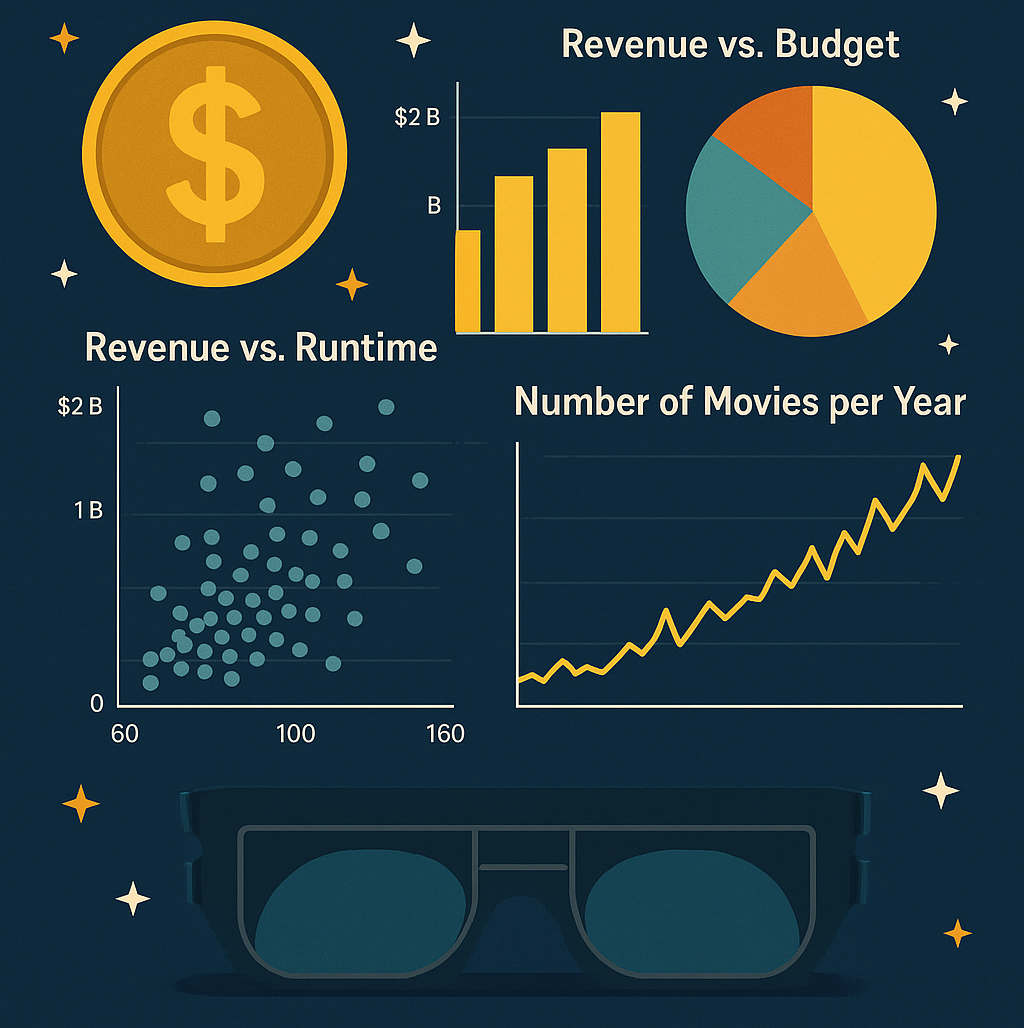 $
Revenue vs. Budget
$2 B
B
Revenue vs. Runtime
$2 B
1 B
0
60 100 160
Number of Movies per Year